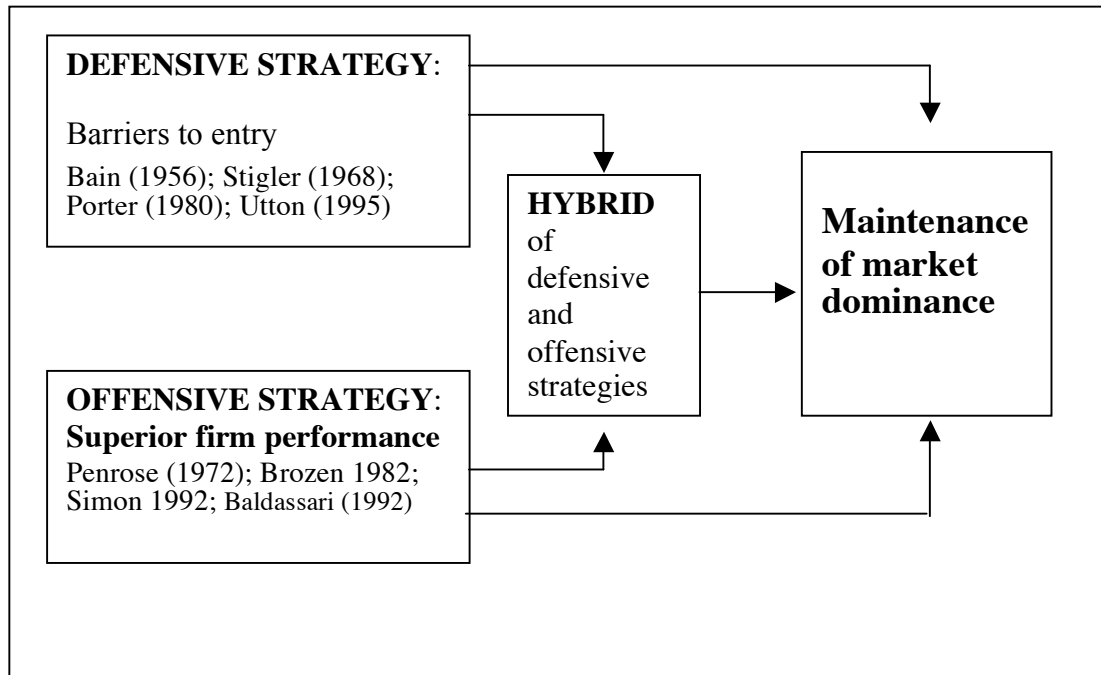 DEFENSIVE STRATEGY:
Barriers to entry
Bain (1956); Stigler (1968);
Porter (1980); Utton (1995)
OFFENSIVE STRATEGY:
Superior firm performance
Penrose (1972); Brozen 1982;
Simon 1992; Baldassari (1992)
HYBRID
of
defensive
and
offensive
strategies
Maintenance
of market
dominance